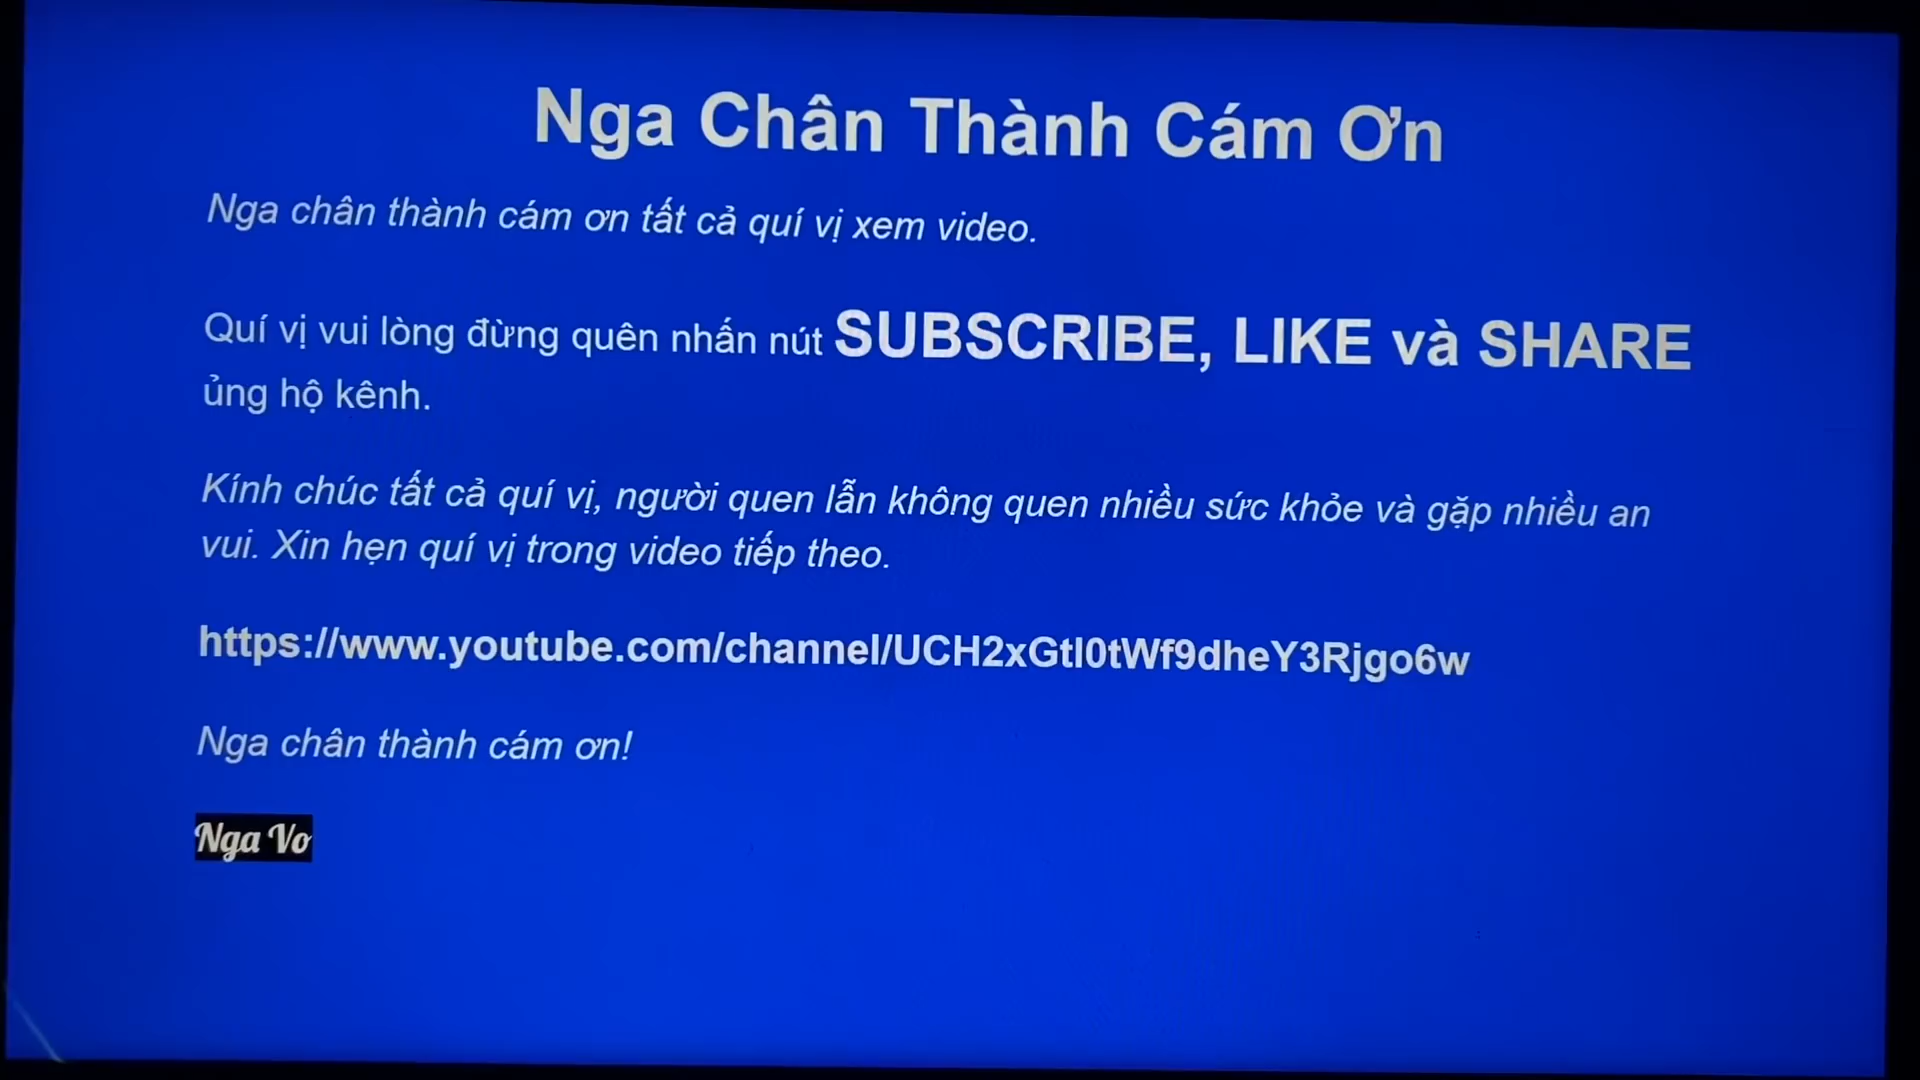 Nga Chân Thành Cám Ơn
Nga chân thành cám ơn tất cả quí vị xem video.
Quí vị vui lòng đừng quên nhấn nút SUBSCRIBE, LIKE và SHARE
ủng hộ kênh.
Kính chúc tất cả quí vị, người quen lẫn không quen nhiều sức khỏe và gặp nhiều an
vui. Xin hẹn quí vị trong video tiếp theo.
https://www.youtube.com/channel/UCH2xGtl0tWf9dheY3Rjgo6w
Nga chân thành cám ơn!
Nga Vo